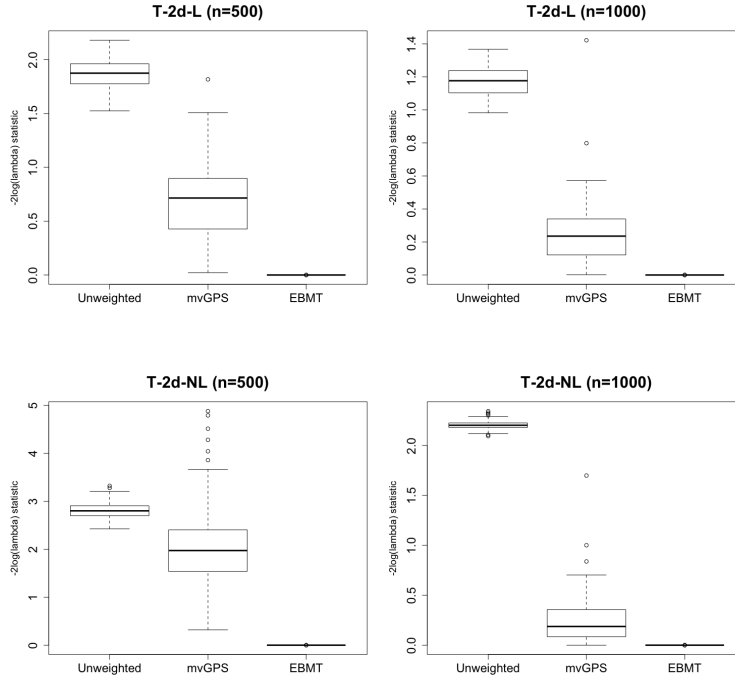 T-2d-L (n=500)
-2log(lambda) statistic
2.0
1.5
1.0
0.5
0.0
Unweighted mvGPS EBMT
T-2d-L (n=1000)
-2log(lambda) statistic
1.4
1.2
1.0
0.8
0.6
0.4
0.2
0.0
Unweighted mvGPS EBMT
T-2d-NL (n=500)
-2log(lambda) statistic
5
4
3
2
1
0
Unweighted mvGPS EBMT
T-2d-NL (n=1000)
-2log(lambda) statistic
2.0
1.5
1.0
0.5
0.0
Unweighted mvGPS EBMT